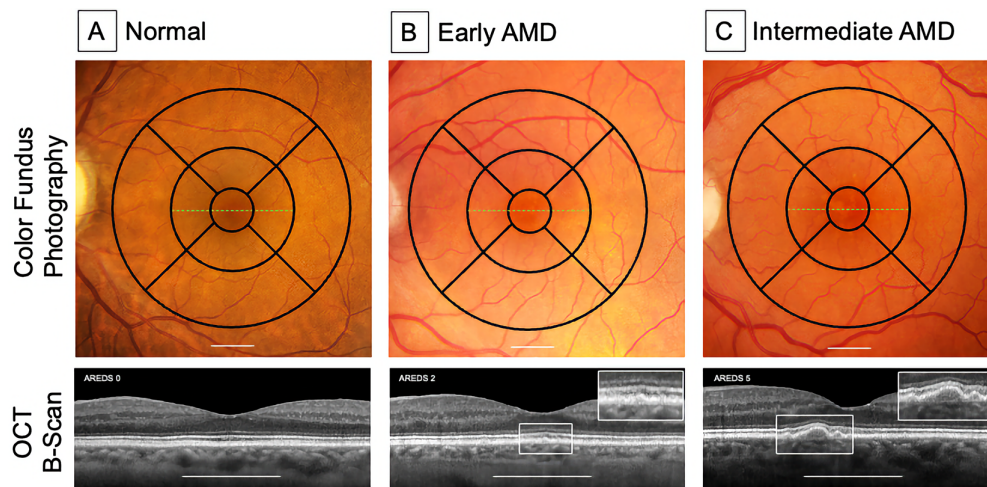 A Normal
B Early AMD
C Intermediate AMD
Color Fundus
Photography
AREDS 0
AREDS 2
AREDS 5
OCT
B-Scan